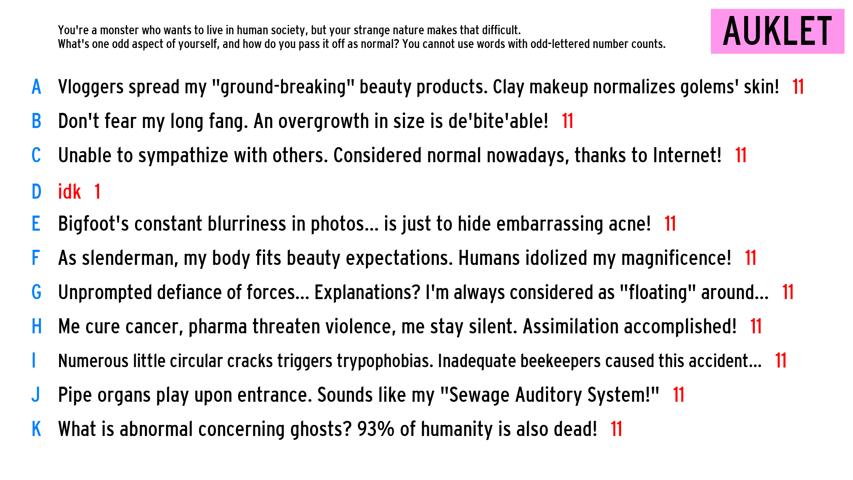 You're a monster who wants to live in human society, but your strange nature makes that difficult.
What's one odd aspect of yourself, and how do you pass it off as normal? You cannot use words with odd-lettered number counts.
AUKLET
A Vloggers spread my "ground-breaking" beauty products. Clay makeup normalizes golems' skin! 11
B Don't fear my long fang. An overgrowth in size is de'bite'able! 11
C Unable to sympathize with others. Considered normal nowadays, thanks to Internet! 11
D idk 1
E Bigfoot's constant blurriness in photos... is just to hide embarrassing acne! 11
F As slenderman, my body fits beauty expectations. Humans idolized my magnificence! 11
G Unprompted defiance of forces... Explanations? I'm always considered as "floating" around... 11
H Me cure cancer, pharma threaten violence, me stay silent. Assimilation accomplished! 11
I Numerous little circular cracks triggers trypophobias. Inadequate beekeepers caused this accident... 11
J Pipe organs play upon entrance. Sounds like my "Sewage Auditory System!" 11
K What is abnormal concerning ghosts? 93% of humanity is also dead! 11